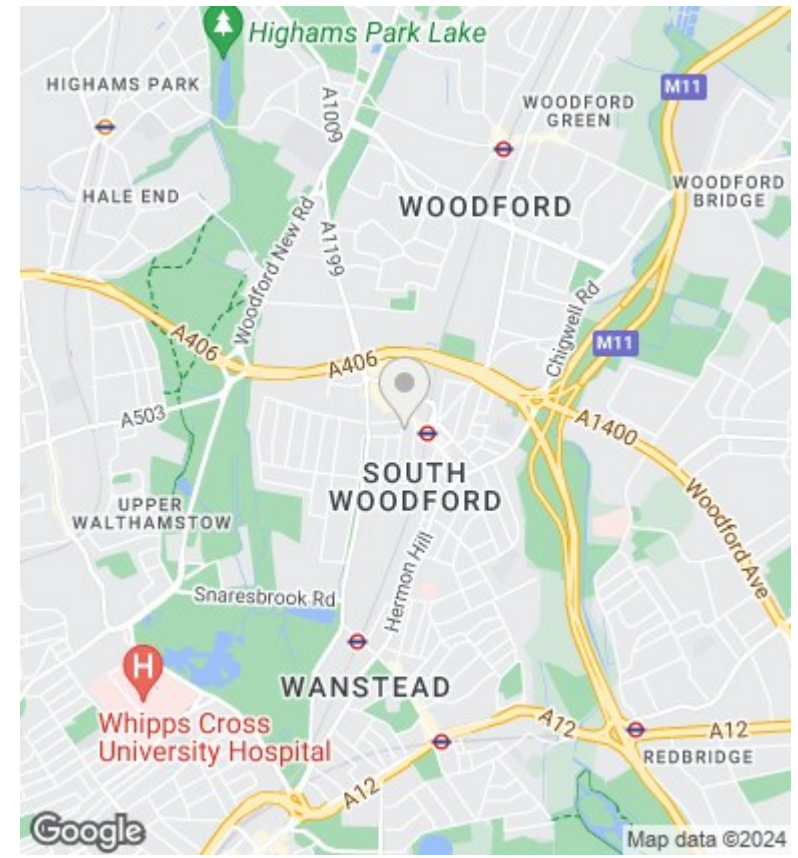 Highams Park Lake
HIGHAMS PARK
A1009
M11
WOODFORD
GREEN
HALE END
WOODFORD
WOODFORD
BRIDGE
Woodford New Rd
A1199
Chigwell Rd
M11
A406
A406
A503
A1400
SOUTH
WOODFORD
Woodford Ave
UPPER
WALTHAMSTOW
Hermon Hill
Snaresbrook Rd
H
WANSTEAD
Whipps Cross
University Hospital
A12
A12
REDBRIDGE
A12
Google
Map data ©2024